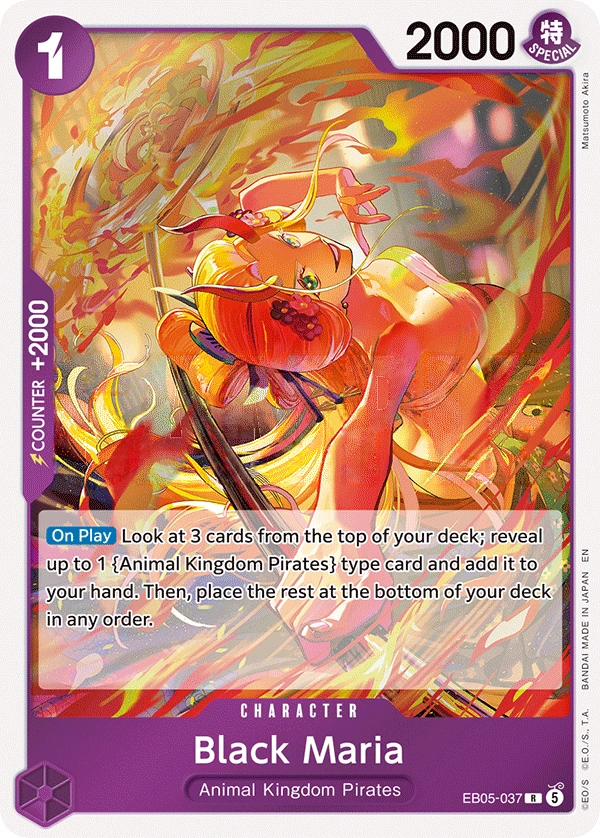 1
2000
特
SPECIAL
Matsumoto Akira
COUNTER +2000
On Play Look at 3 cards from the top of your deck; reveal
up to 1 {Animal Kingdom Pirates} type card and add it to
your hand. Then, place the rest at the bottom of your deck
in any order.
CHARACTER
Black Maria
Animal Kingdom Pirates
EB05-037 R 5
©EO/S ©E.O./S., T.A. BANDAI MADE IN JAPAN EN